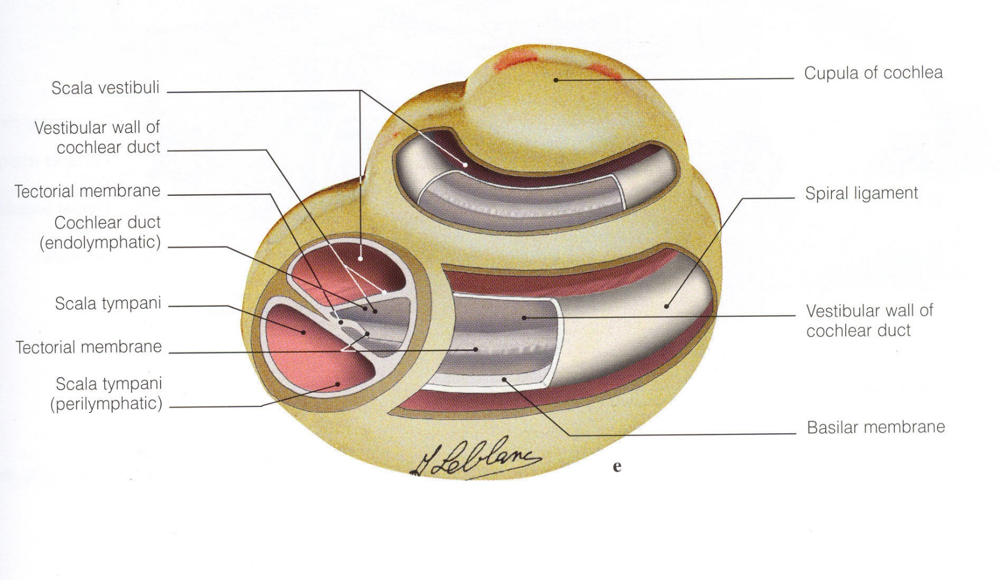 Scala vestibuli
Vestibular wall of
cochlear duct
Tectorial membrane
Cochlear duct
(endolymphatic)
Scala tympani
Tectorial membrane
Scala tympani
(perilymphatic)
Cupula of cochlea
Spiral ligament
Vestibular wall of
cochlear duct
Basilar membrane
Leblanc
e